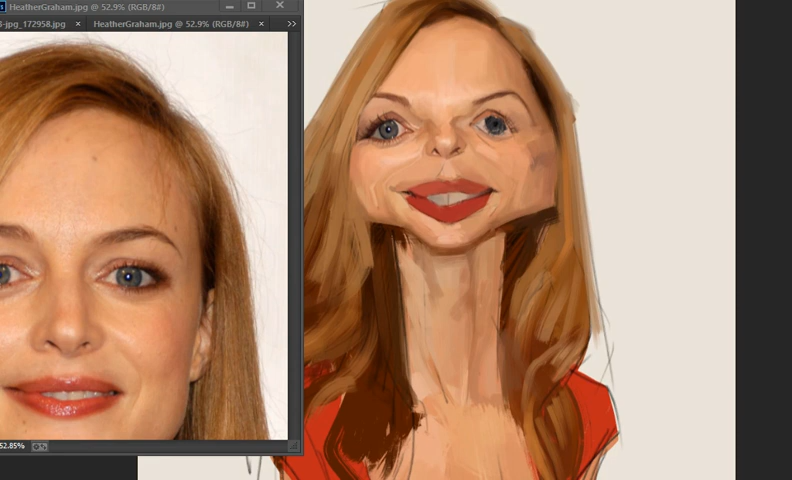 HeatherGraham.jpg @ 52.9% (RGB/8#)
-jpg_172958.jpg × HeatherGraham.jpg @ 52.9% (RGB/8#) × »
52.85%